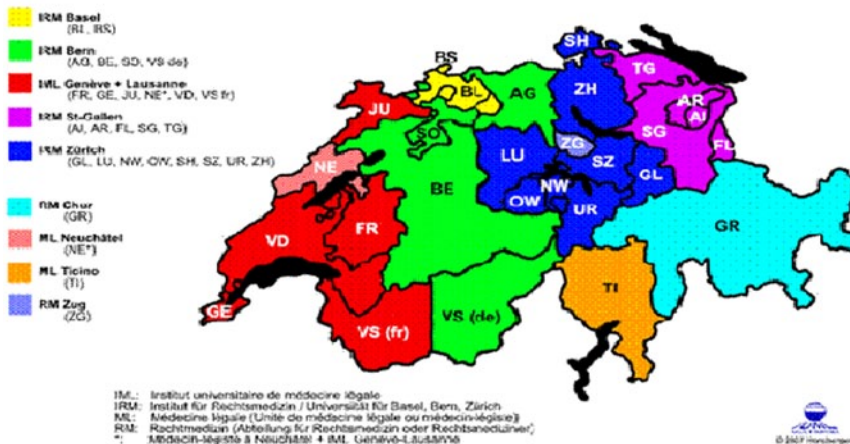 IRM Basel
(BL, BS)
IRM Bern
(AG, BE, SO, VS de)
IML Genève + Lausanne
(FR, GE, JU, NE*, VD, VS fr)
IRM St-Gallen
(AI, AR, FL, SG, TG)
IRM Zürich
(GL, LU, NW, OW, SH, SZ, UR, ZH)
RM Chur
(GR)
ML Neuchâtel
(NE*)
ML Ticino
(TI)
RM Zug
(ZG)
SH
BS
TG
BL
AG
ZH
AR
AI
JU
SO
SG
ZG
FL
LU
SZ
NE
NW
GL
BE
OW
UR
FR
GR
VD
TI
GE
VS (fr)
VS (de)
IML: Institut universitaire de médecine légale
IRM: Institut für Rechtsmedizin / Universität für Basel, Bern, Zürich
ML: Médecine légale (Unité de médecine légale ou médecin-légiste)
RM: Rechtmedizin (Abteilung für Rechtsmedizin oder Rechtsmediziner)
*: Médecin-légiste à Neuchâtel + IML Genève-Lausanne